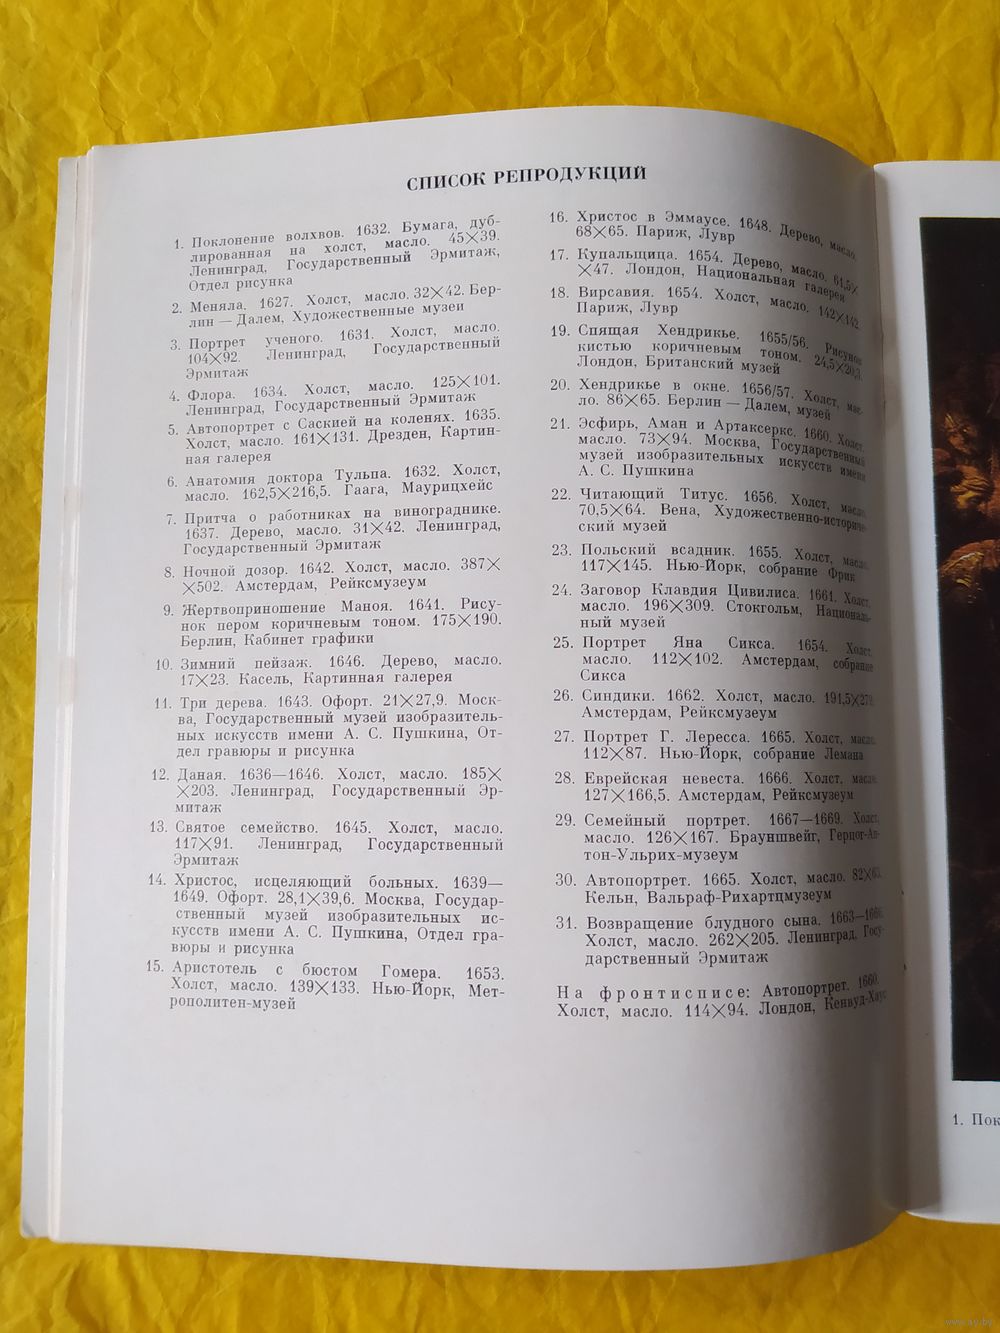 СПИСОК РЕПРОДУКЦИЙ
1. Поклонение волхвов. 1632. Бумага, дуб-
лированная на холст, масло. 45×39.
Ленинград, Государственный Эрмитаж,
Отдел рисунка
2. Меняла. 1627. Холст, масло. 32×42. Бер-
лин — Далем, Художественные музеи
3. Портрет ученого. 1631. Холст, масло.
104×92. Ленинград, Государственный
Эрмитаж
4. Флора. 1634. Холст, масло. 125×101.
Ленинград, Государственный Эрмитаж
5. Автопортрет с Саскией на коленях. 1635.
Холст, масло. 161×131. Дрезден, Картин-
ная галерея
6. Анатомия доктора Тульпа. 1632. Холст,
масло. 162,5×216,5. Гаага, Маурицхейс
7. Притча о работниках на винограднике.
1637. Дерево, масло. 31×42. Ленинград,
Государственный Эрмитаж
8. Ночной дозор. 1642. Холст, масло. 387×
×502. Амстердам, Рейксмузеум
9. Жертвоприношение Маноя. 1641. Рису-
нок пером коричневым тоном. 175×190.
Берлин, Кабинет графики
10. Зимний пейзаж. 1646. Дерево, масло.
17×23. Касель, Картинная галерея
11. Три дерева. 1643. Офорт. 21×27,9. Моск-
ва, Государственный музей изобразитель-
ных искусств имени А. С. Пушкина, От-
дел гравюры и рисунка
12. Даная. 1636—1646. Холст, масло. 185×
×203. Ленинград, Государственный Эр-
митаж
13. Святое семейство. 1645. Холст, масло.
117×91. Ленинград, Государственный
Эрмитаж
14. Христос, исцеляющий больных. 1639—
1649. Офорт. 28,1×39,6. Москва, Государ-
ственный музей изобразительных ис-
кусств имени А. С. Пушкина, Отдел гра-
вюры и рисунка
15. Аристотель с бюстом Гомера. 1653.
Холст, масло. 139×133. Нью-Йорк, Мет-
рополитен-музей
16. Христос в Эммаусе. 1648. Дерево, масло.
68×65. Париж, Лувр
17. Купальщица. 1654. Дерево, масло. 61,5×
×47. Лондон, Национальная галерея
18. Вирсавия. 1654. Холст, масло. 142×142.
Париж, Лувр
19. Спящая Хендрикье. 1655/56. Рисунок
кистью коричневым тоном. 24,5×20,3.
Лондон, Британский музей
20. Хендрикье в окне. 1656/57. Холст, мас-
ло. 86×65. Берлин — Далем, музей
21. Эсфирь, Аман и Артаксеркс. 1660. Холст,
масло. 73×94. Москва, Государственный
музей изобразительных искусств имени
А. С. Пушкина
22. Читающий Титус. 1656. Холст, масло.
70,5×64. Вена, Художественно-историче-
ский музей
23. Польский всадник. 1655. Холст, масло.
117×145. Нью-Йорк, собрание Фрик
24. Заговор Клавдия Цивилиса. 1661. Холст,
масло. 196×309. Стокгольм, Националь-
ный музей
25. Портрет Яна Сикса. 1654. Холст,
масло. 112×102. Амстердам, собрание
Сикса
26. Синдики. 1662. Холст, масло. 191,5×279.
Амстердам, Рейксмузеум
27. Портрет Г. Лересса. 1665. Холст, масло.
112×87. Нью-Йорк, собрание Лемана
28. Еврейская невеста. 1666. Холст, масло.
127×166,5. Амстердам, Рейксмузеум
29. Семейный портрет. 1667—1669. Холст,
масло. 126×167. Брауншвейг, Герцог-Ан-
тон-Ульрих-музеум
30. Автопортрет. 1665. Холст, масло. 82×63.
Кельн, Вальраф-Рихартцмузеум
31. Возвращение блудного сына. 1663—1666.
Холст, масло. 262×205. Ленинград, Госу-
дарственный Эрмитаж
На фронтисписе: Автопортрет. 1660.
Холст, масло. 114×94. Лондон, Кенвуд-Хаус
1. Пок
www.ay.by